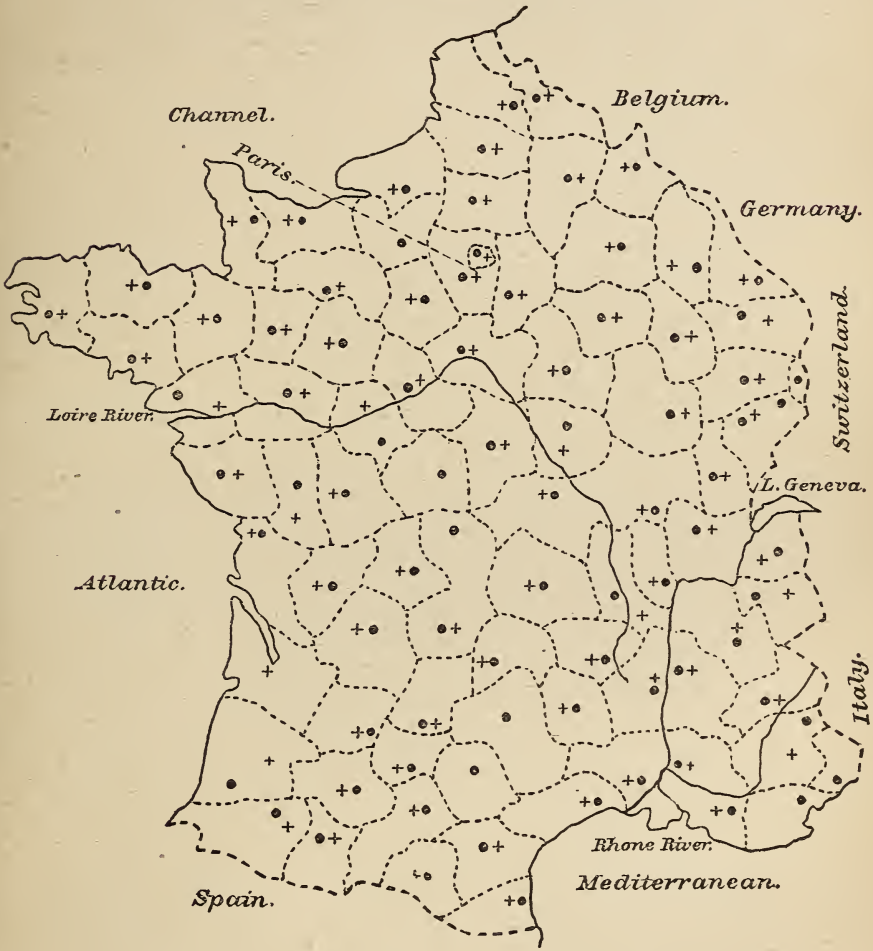 Belgium.
Channel.
Paris.
Germany.
Switzerland.
Loire River.
L. Geneva.
Atlantic.
Italy.
Rhone River.
Mediterranean.
Spain.